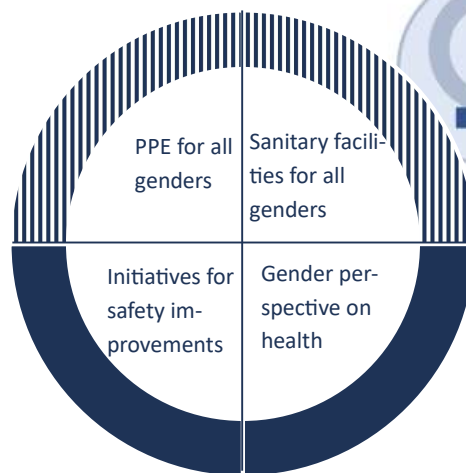 PPE for all
genders
Sanitary facili-
ties for all
genders
Initiatives for
safety im-
provements
Gender per-
spective on
health